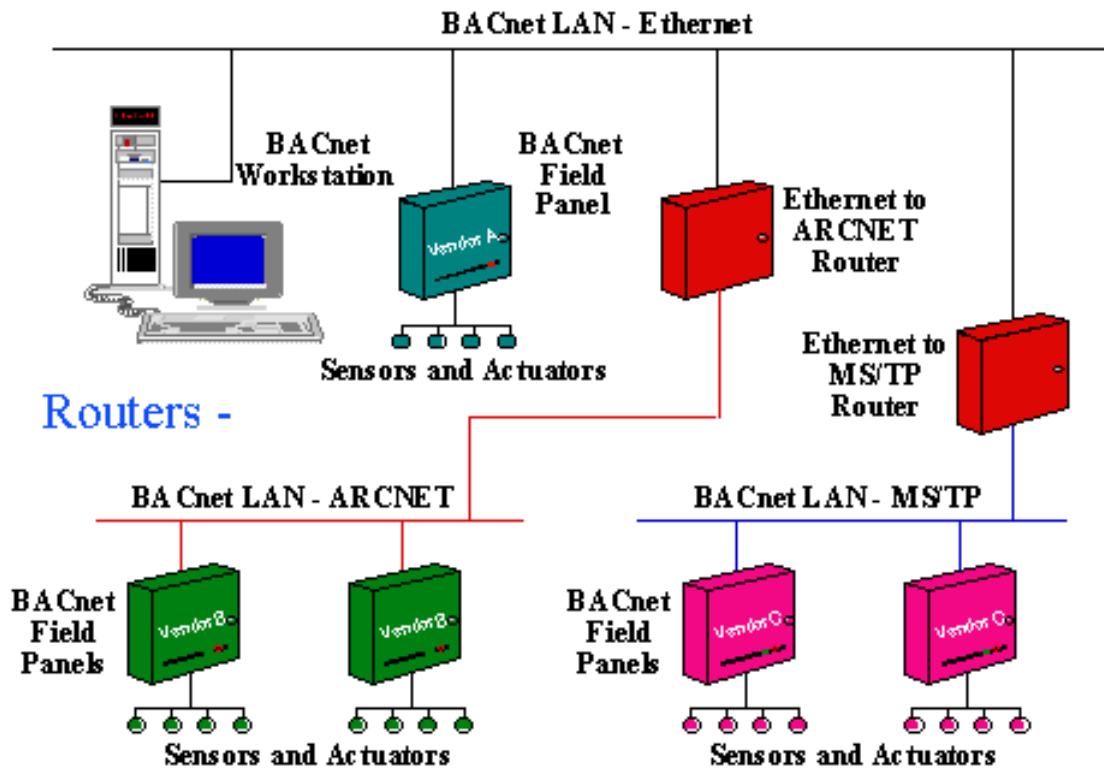 BACnet LAN - Ethernet
BACnet
Workstation
BACnet
Field
Panel
Vendor A
Ethernet to
ARCNET
Router
Sensors and Actuators
Ethernet to
MS/TP
Router
Routers -
BACnet LAN - ARCNET
BACnet LAN- MS/TP
BACnet
Field
Panels
Vendor B
Vendor B
BACnet
Field
Panels
Vendor C
Vendor C
Sensors and Actuators
Sensors and Actuators